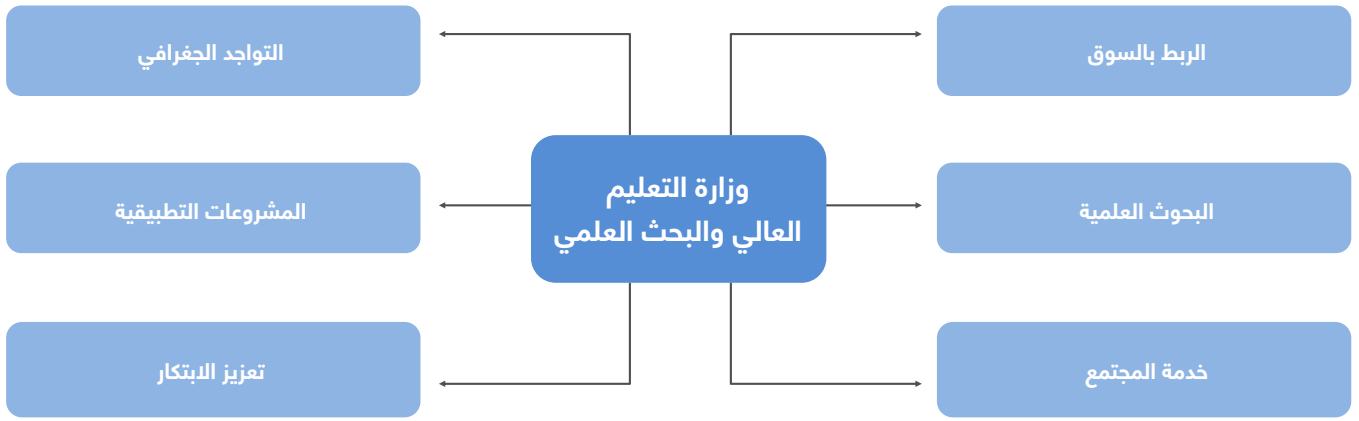 الربط بالسوق
التواجد الجغرافي
وزارة التعليم
العالي والبحث العلمي
البحوث العلمية
المشروعات التطبيقية
خدمة المجتمع
تعزيز الابتكار